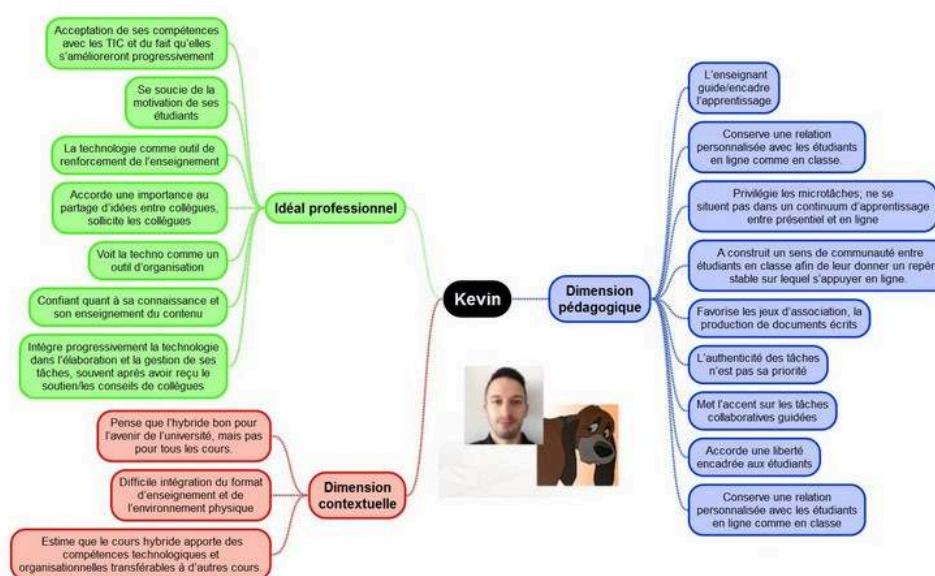 Acceptation de ses compétences
avec les TIC et du fait qu'elles
s'amélioreront progressivement
Se soucie de la
motivation de ses
étudiants
La technologie comme outil de
renforcement de l'enseignement
Accorde une importance au
partage d'idées entre collègues,
sollicite les collègues
Voit la techno comme un
outil d'organisation
Confiant quant à sa connaissance et
son enseignement du contenu
Intègre progressivement la technologie
dans l'élaboration et la gestion de ses
tâches, souvent après avoir reçu le
soutien/les conseils de collègues
Idéal professionnel
Pense que l'hybride bon pour
l'avenir de l'université, mais pas
pour tous les cours.
Difficile intégration du format
d'enseignement et de
l'environnement physique
Estime que le cours hybride apporte des
compétences technologiques et
organisationnelles transférables à d'autres cours.
Dimension
contextuelle
Kevin
Dimension
pédagogique
L'enseignant
guide/encadre
l'apprentissage
Conserve une relation
personnalisée avec les étudiants
en ligne comme en classe.
Privilégie les microtâches; ne se
situent pas dans un continuum d'apprentissage
entre présentiel et en ligne
A construit un sens de communauté entre
étudiants en classe afin de leur donner un repère
stable sur lequel s'appuyer en ligne.
Favorise les jeux d'association, la
production de documents écrits
L'authenticité des tâches
n'est pas sa priorité
Met l'accent sur les tâches
collaboratives guidées
Accorde une liberté
encadrée aux étudiants
Conserve une relation
personnalisée avec les étudiants
en ligne comme en classe